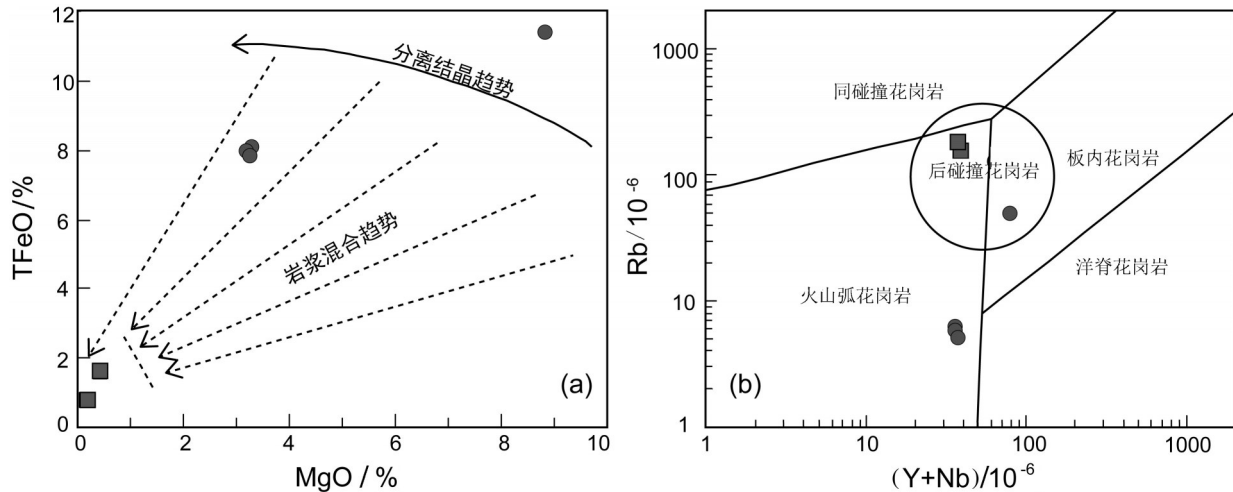 12
10
8
6
4
2
0
TFeO/%
分离结晶趋势
岩浆混合趋势
(a)
0
2
4
6
8
10
MgO / %
1000
100
10
1
Rb/10⁻⁶
同碰撞花岗岩
后碰撞花岗岩
板内花岗岩
洋脊花岗岩
火山弧花岗岩
(b)
1
10
100
1000
(Y+Nb)/10⁻⁶